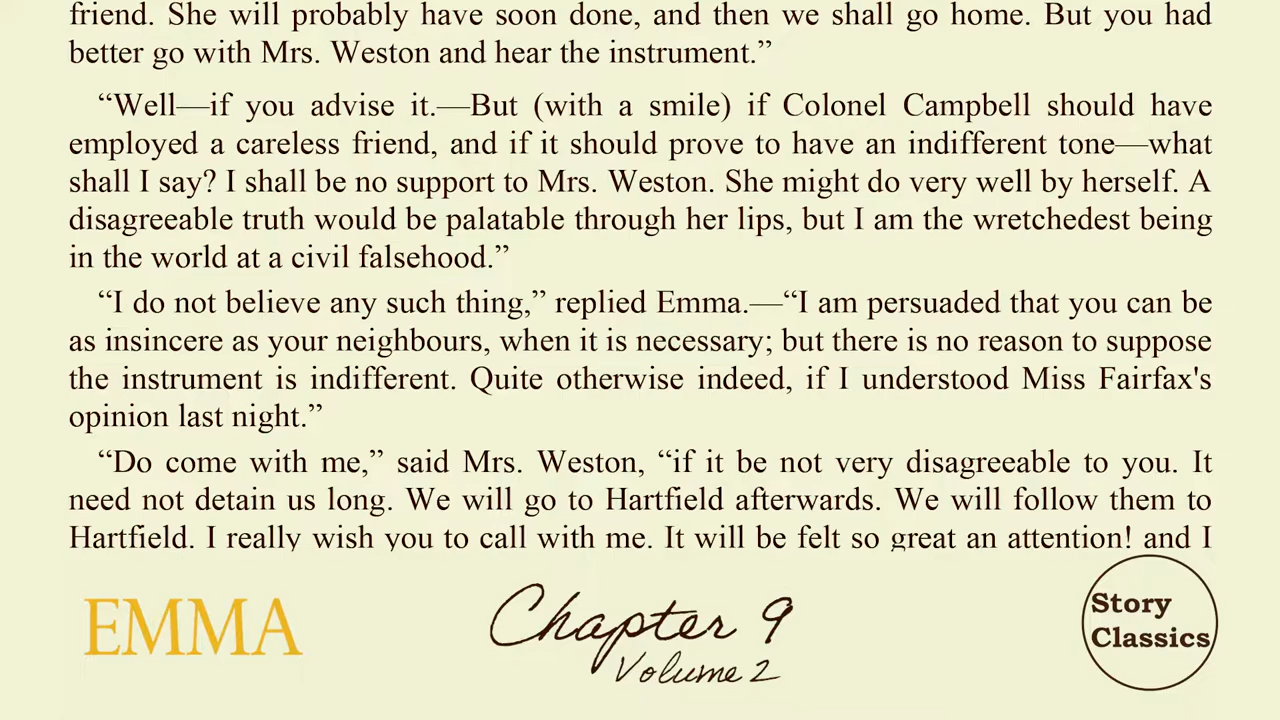 friend. She will probably have soon done, and then we shall go home. But you had
better go with Mrs. Weston and hear the instrument.”
“Well—if you advise it.—But (with a smile) if Colonel Campbell should have
employed a careless friend, and if it should prove to have an indifferent tone—what
shall I say? I shall be no support to Mrs. Weston. She might do very well by herself. A
disagreeable truth would be palatable through her lips, but I am the wretchedest being
in the world at a civil falsehood.”
“I do not believe any such thing,” replied Emma.—“I am persuaded that you can be
as insincere as your neighbours, when it is necessary; but there is no reason to suppose
the instrument is indifferent. Quite otherwise indeed, if I understood Miss Fairfax's
opinion last night.”
“Do come with me,” said Mrs. Weston, “if it be not very disagreeable to you. It
need not detain us long. We will go to Hartfield afterwards. We will follow them to
Hartfield. I really wish you to call with me. It will be felt so great an attention! and I
EMMA
Chapter 9
Volume 2
Story
Classics